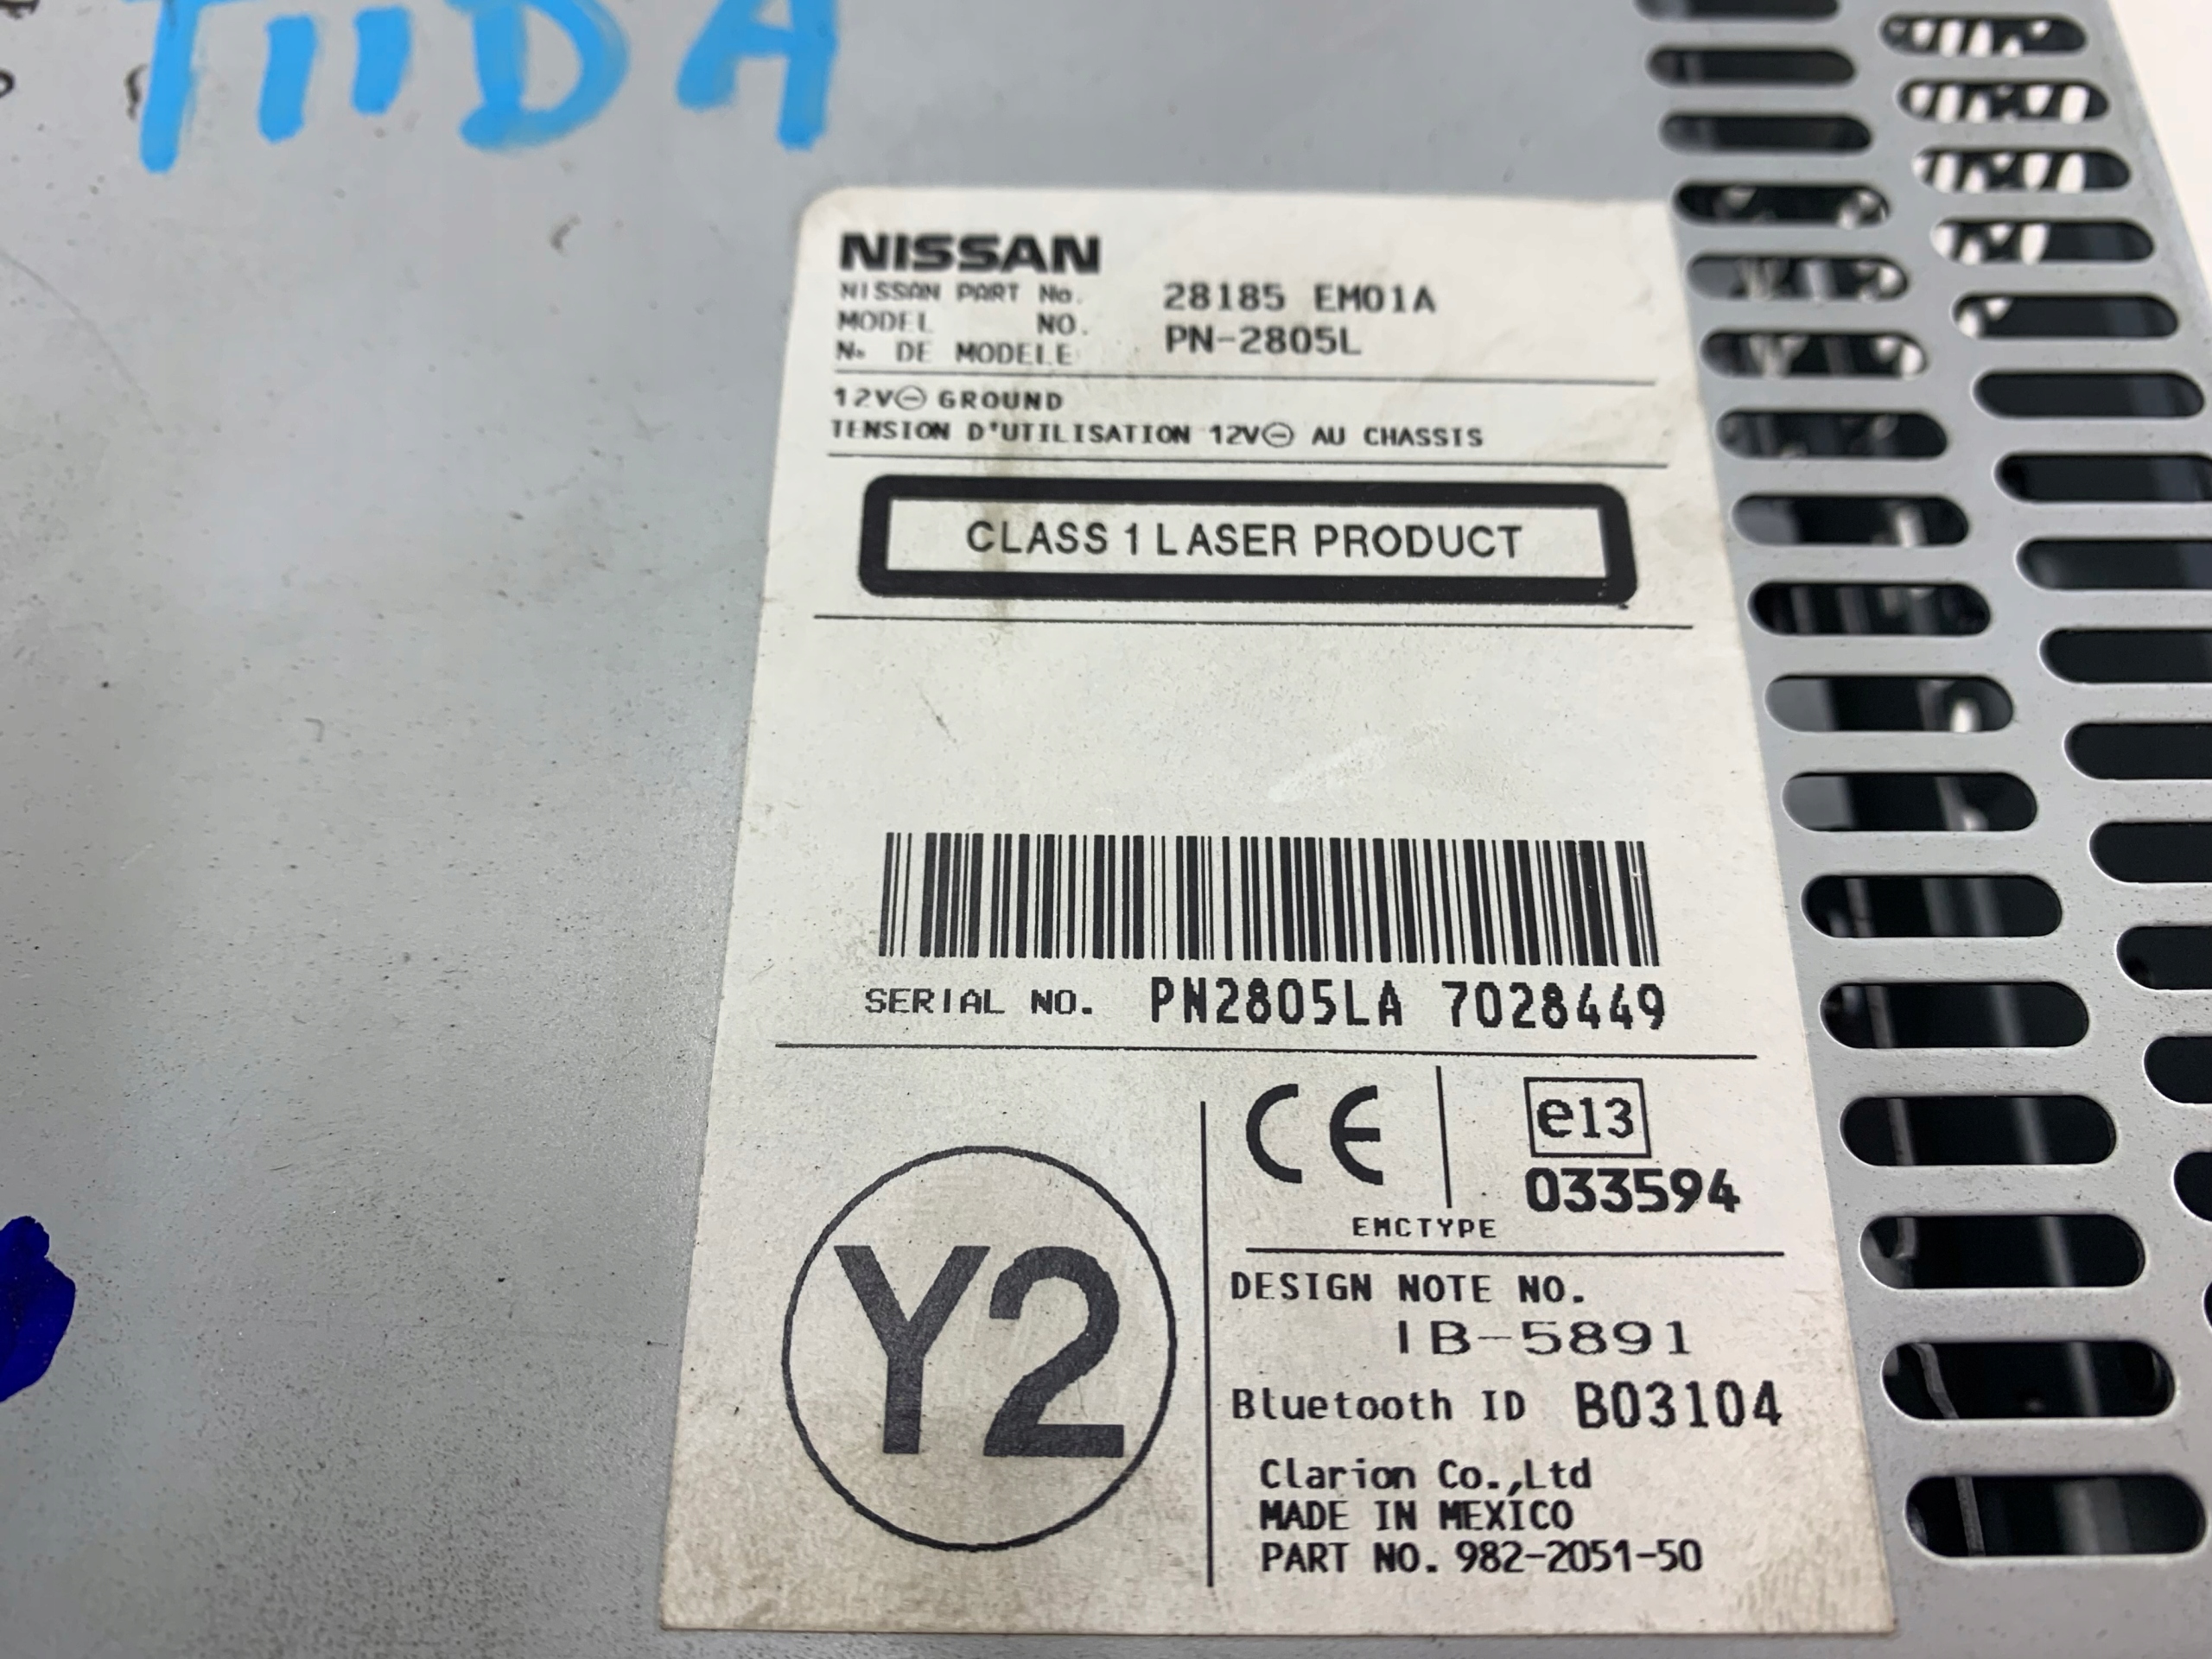 TIIDA
NISSAN
NISSAN PART No. 28185 EM01A
MODEL NO. PN-2805L
No DE MODELE
12V⊖ GROUND
TENSION D'UTILISATION 12V⊖ AU CHASSIS
CLASS 1 LASER PRODUCT
SERIAL NO. PN2805LA 7028449
Y2
CE
e13
033594
EMCTYPE
DESIGN NOTE NO.
IB-5891
Bluetooth ID B03104
Clarion Co.,Ltd
MADE IN MEXICO
PART NO. 982-2051-50